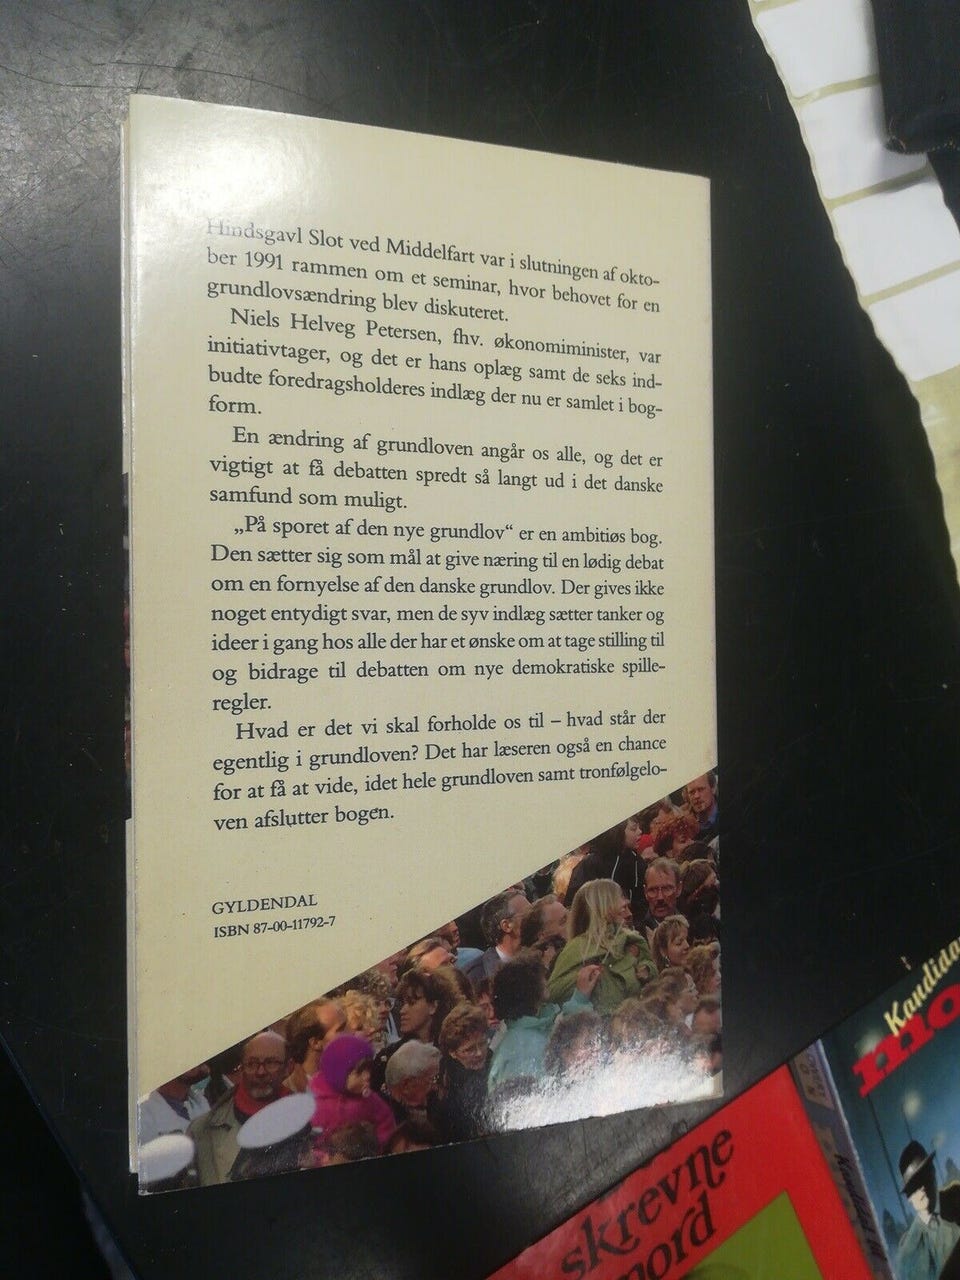 Hindsgavl Slot ved Middelfart var i slutningen af okto-
ber 1991 rammen om et seminar, hvor behovet for en
grundlovsændring blev diskuteret.
Niels Helveg Petersen, fhv. økonomiminister, var
initiativtager, og det er hans oplæg samt de seks ind-
budte foredragsholderes indlæg der nu er samlet i bog-
form.
En ændring af grundloven angår os alle, og det er
vigtigt at få debatten spredt så langt ud i det danske
samfund som muligt.
„På sporet af den nye grundlov“ er en ambitiøs bog.
Den sætter sig som mål at give næring til en lødig debat
om en fornyelse af den danske grundlov. Der gives ikke
noget entydigt svar, men de syv indlæg sætter tanker og
ideer i gang hos alle der har et ønske om at tage stilling til
og bidrage til debatten om nye demokratiske spille-
regler.
Hvad er det vi skal forholde os til – hvad står der
egentlig i grundloven? Det har læseren også en chance
for at få at vide, idet hele grundloven samt tronfølgelo-
ven afslutter bogen.
GYLDENDAL
ISBN 87-00-11792-7
skrevne